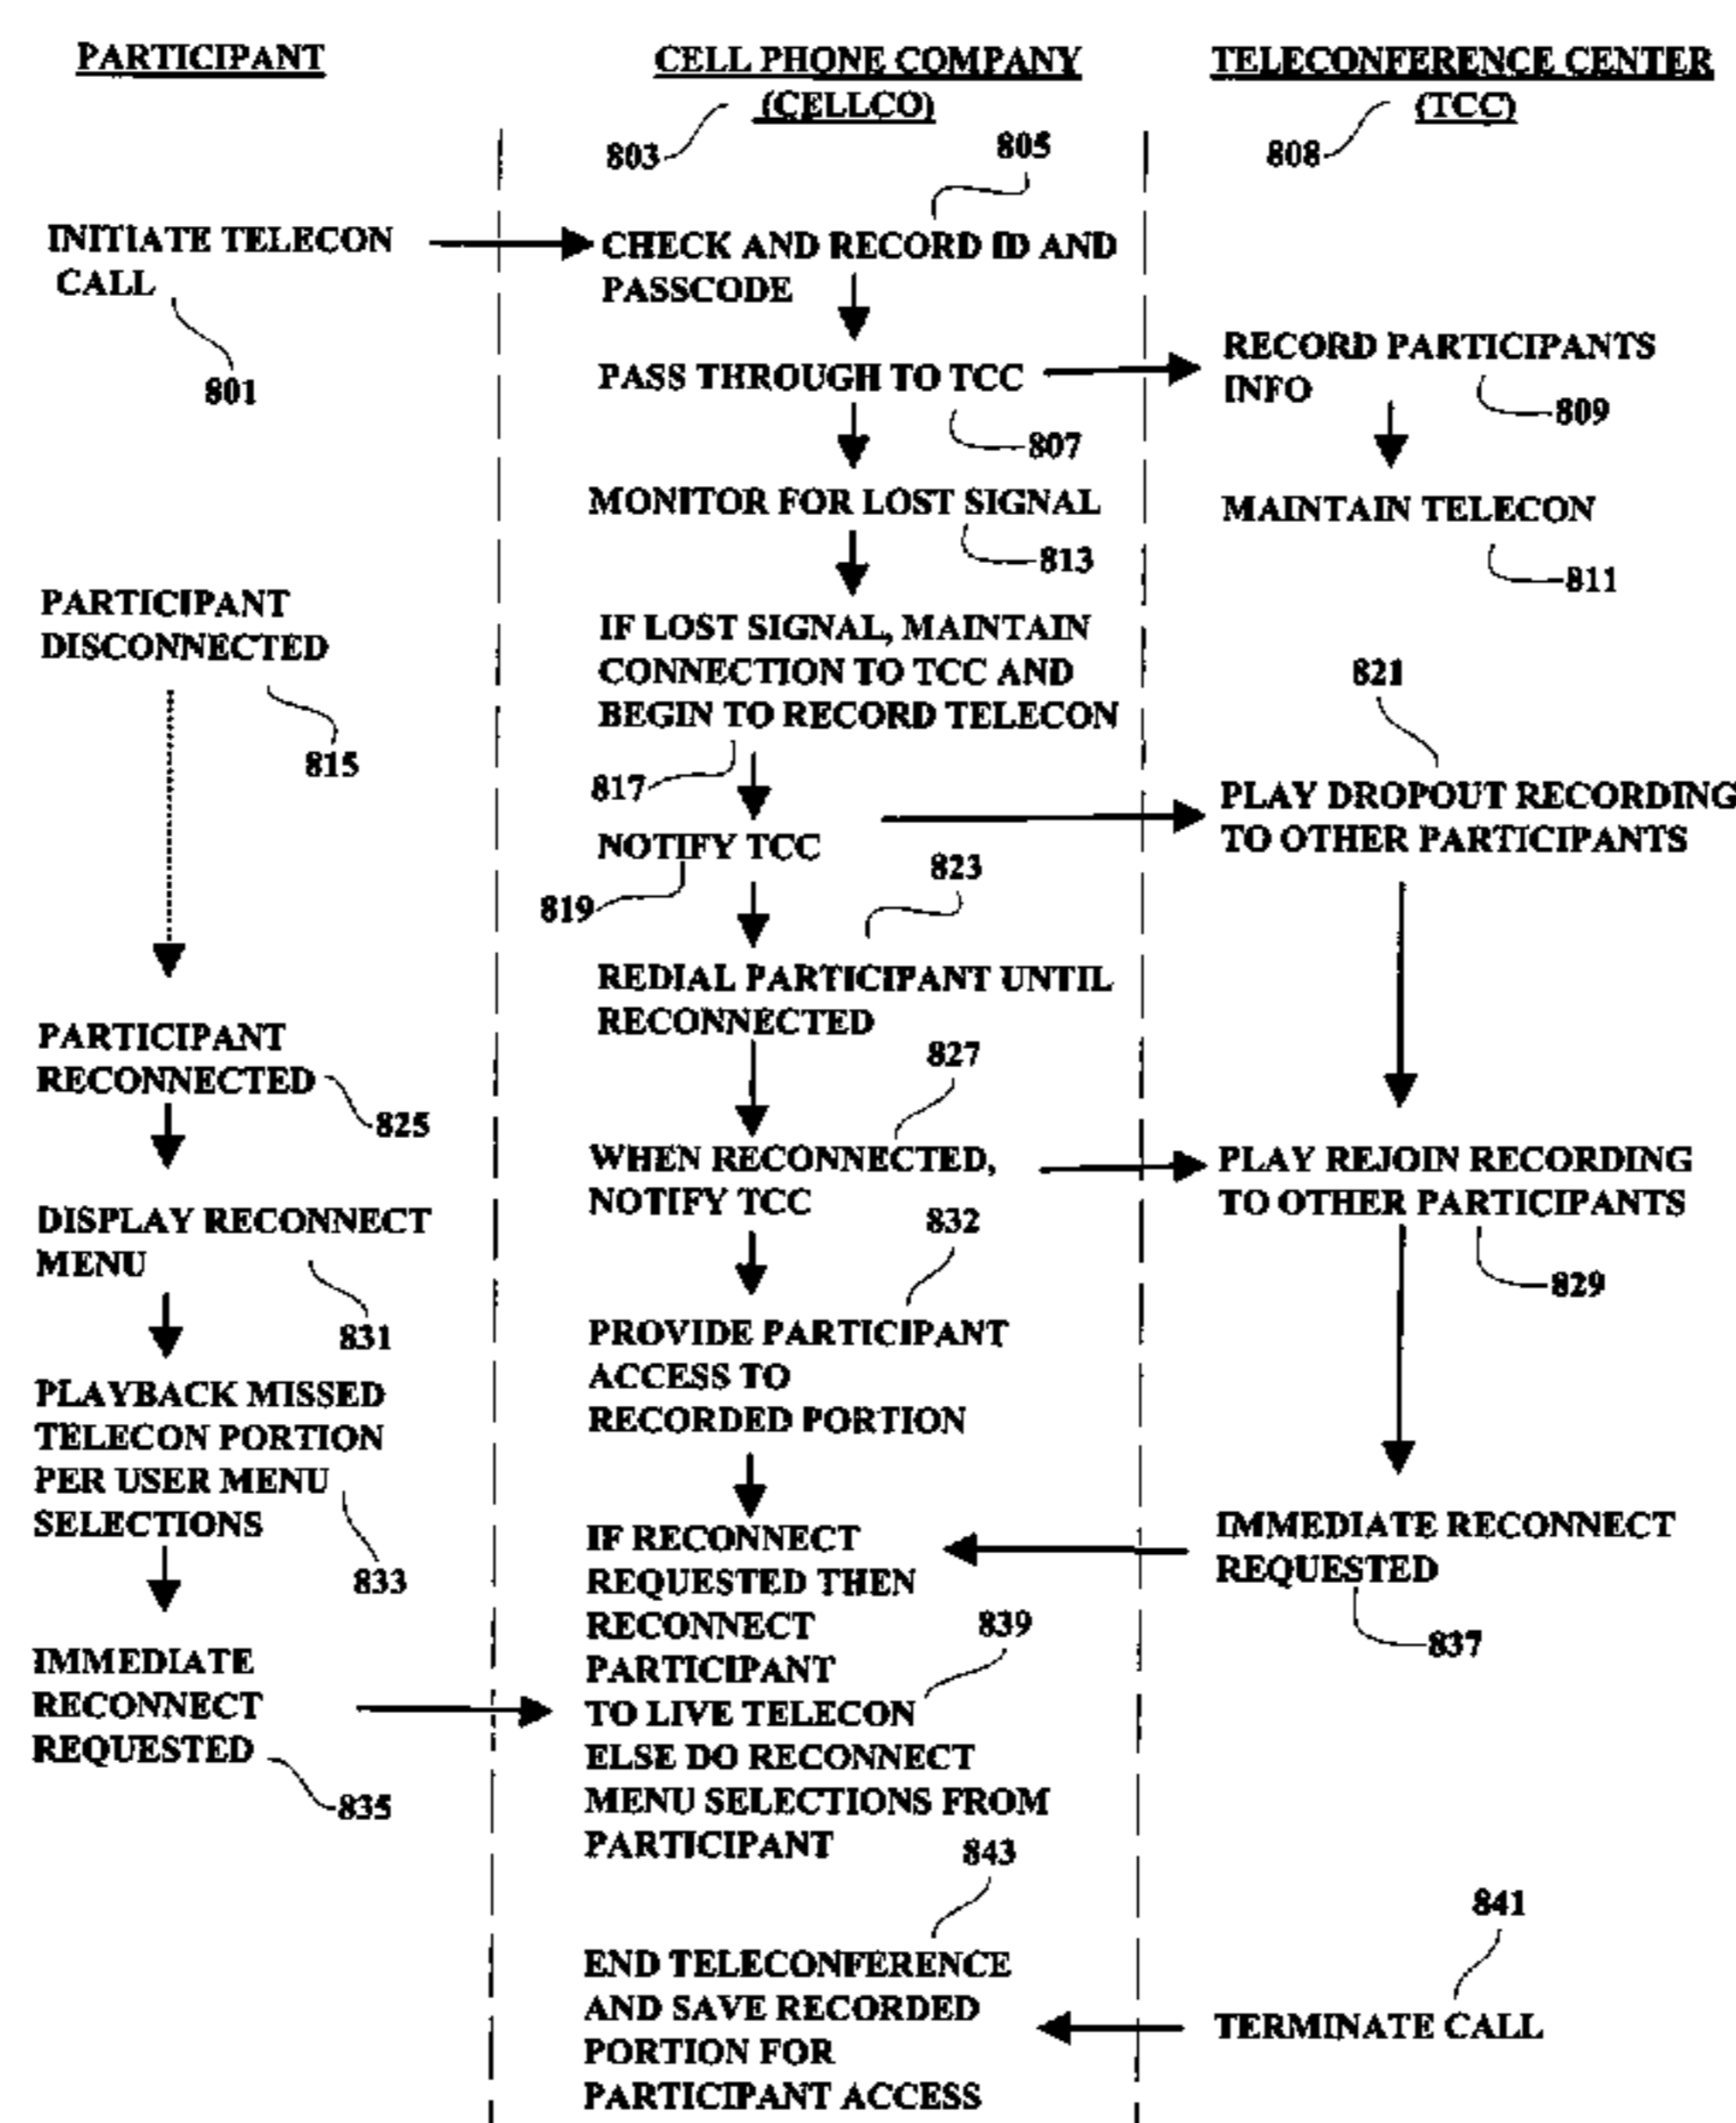 PARTICIPANT
CELL PHONE COMPANY
(CELLCO)
803
TELECONFERENCE CENTER
(TCC)
808
805
INITIATE TELECON
CALL
801
CHECK AND RECORD ID AND
PASSCODE
PASS THROUGH TO TCC
807
RECORD PARTICIPANTS
INFO
809
MONITOR FOR LOST SIGNAL
813
MAINTAIN TELECON
811
PARTICIPANT
DISCONNECTED
815
IF LOST SIGNAL, MAINTAIN
CONNECTION TO TCC AND
BEGIN TO RECORD TELECON
817
821
PLAY DROPOUT RECORDING
TO OTHER PARTICIPANTS
NOTIFY TCC
819
823
REDIAL PARTICIPANT UNTIL
RECONNECTED
PARTICIPANT
RECONNECTED
825
827
WHEN RECONNECTED,
NOTIFY TCC
PLAY REJOIN RECORDING
TO OTHER PARTICIPANTS
829
DISPLAY RECONNECT
MENU
831
832
PROVIDE PARTICIPANT
ACCESS TO
RECORDED PORTION
PLAYBACK MISSED
TELECON PORTION
PER USER MENU
SELECTIONS
833
IF RECONNECT
REQUESTED THEN
RECONNECT
PARTICIPANT
TO LIVE TELECON
ELSE DO RECONNECT
MENU SELECTIONS FROM
PARTICIPANT
839
IMMEDIATE RECONNECT
REQUESTED
837
IMMEDIATE
RECONNECT
REQUESTED
835
843
END TELECONFERENCE
AND SAVE RECORDED
PORTION FOR
PARTICIPANT ACCESS
841
TERMINATE CALL